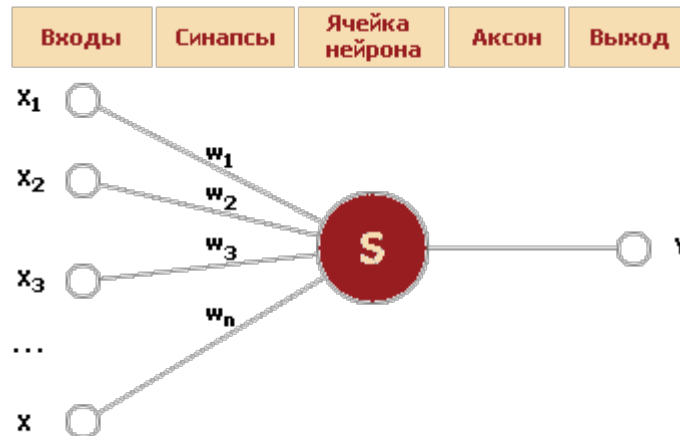 Входы
Синапсы
Ячейка
нейрона
Аксон
Выход
X1
w1
X2
w2
w3
X3
wn
...
X
S
Y